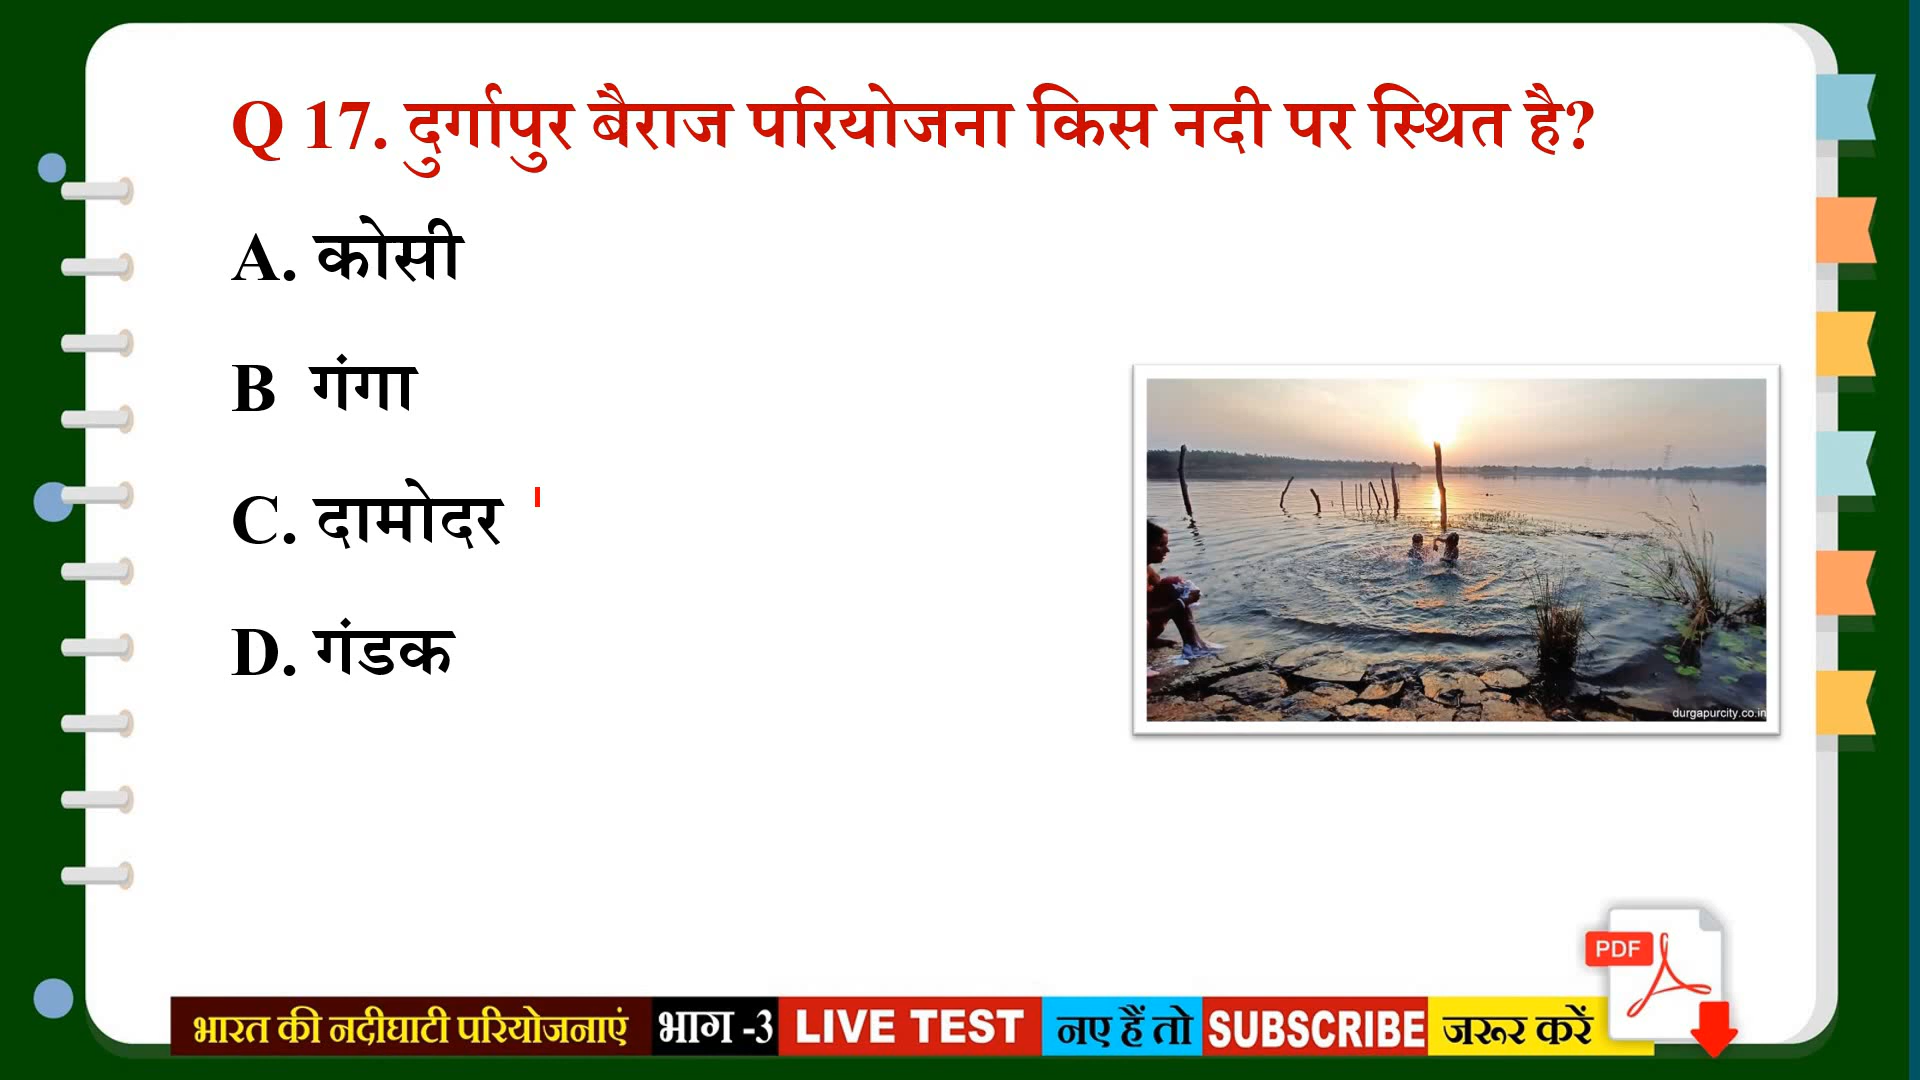 Q 17. दुर्गापुर बैराज परियोजना किस नदी पर स्थित है?
A. कोसी
B गंगा
C. दामोदर
D. गंडक
durgapurcity.co.in
PDF
भारत की नदीघाटी परियोजनाएं भाग -3 LIVE TEST नए हैं तो SUBSCRIBE जरूर करें